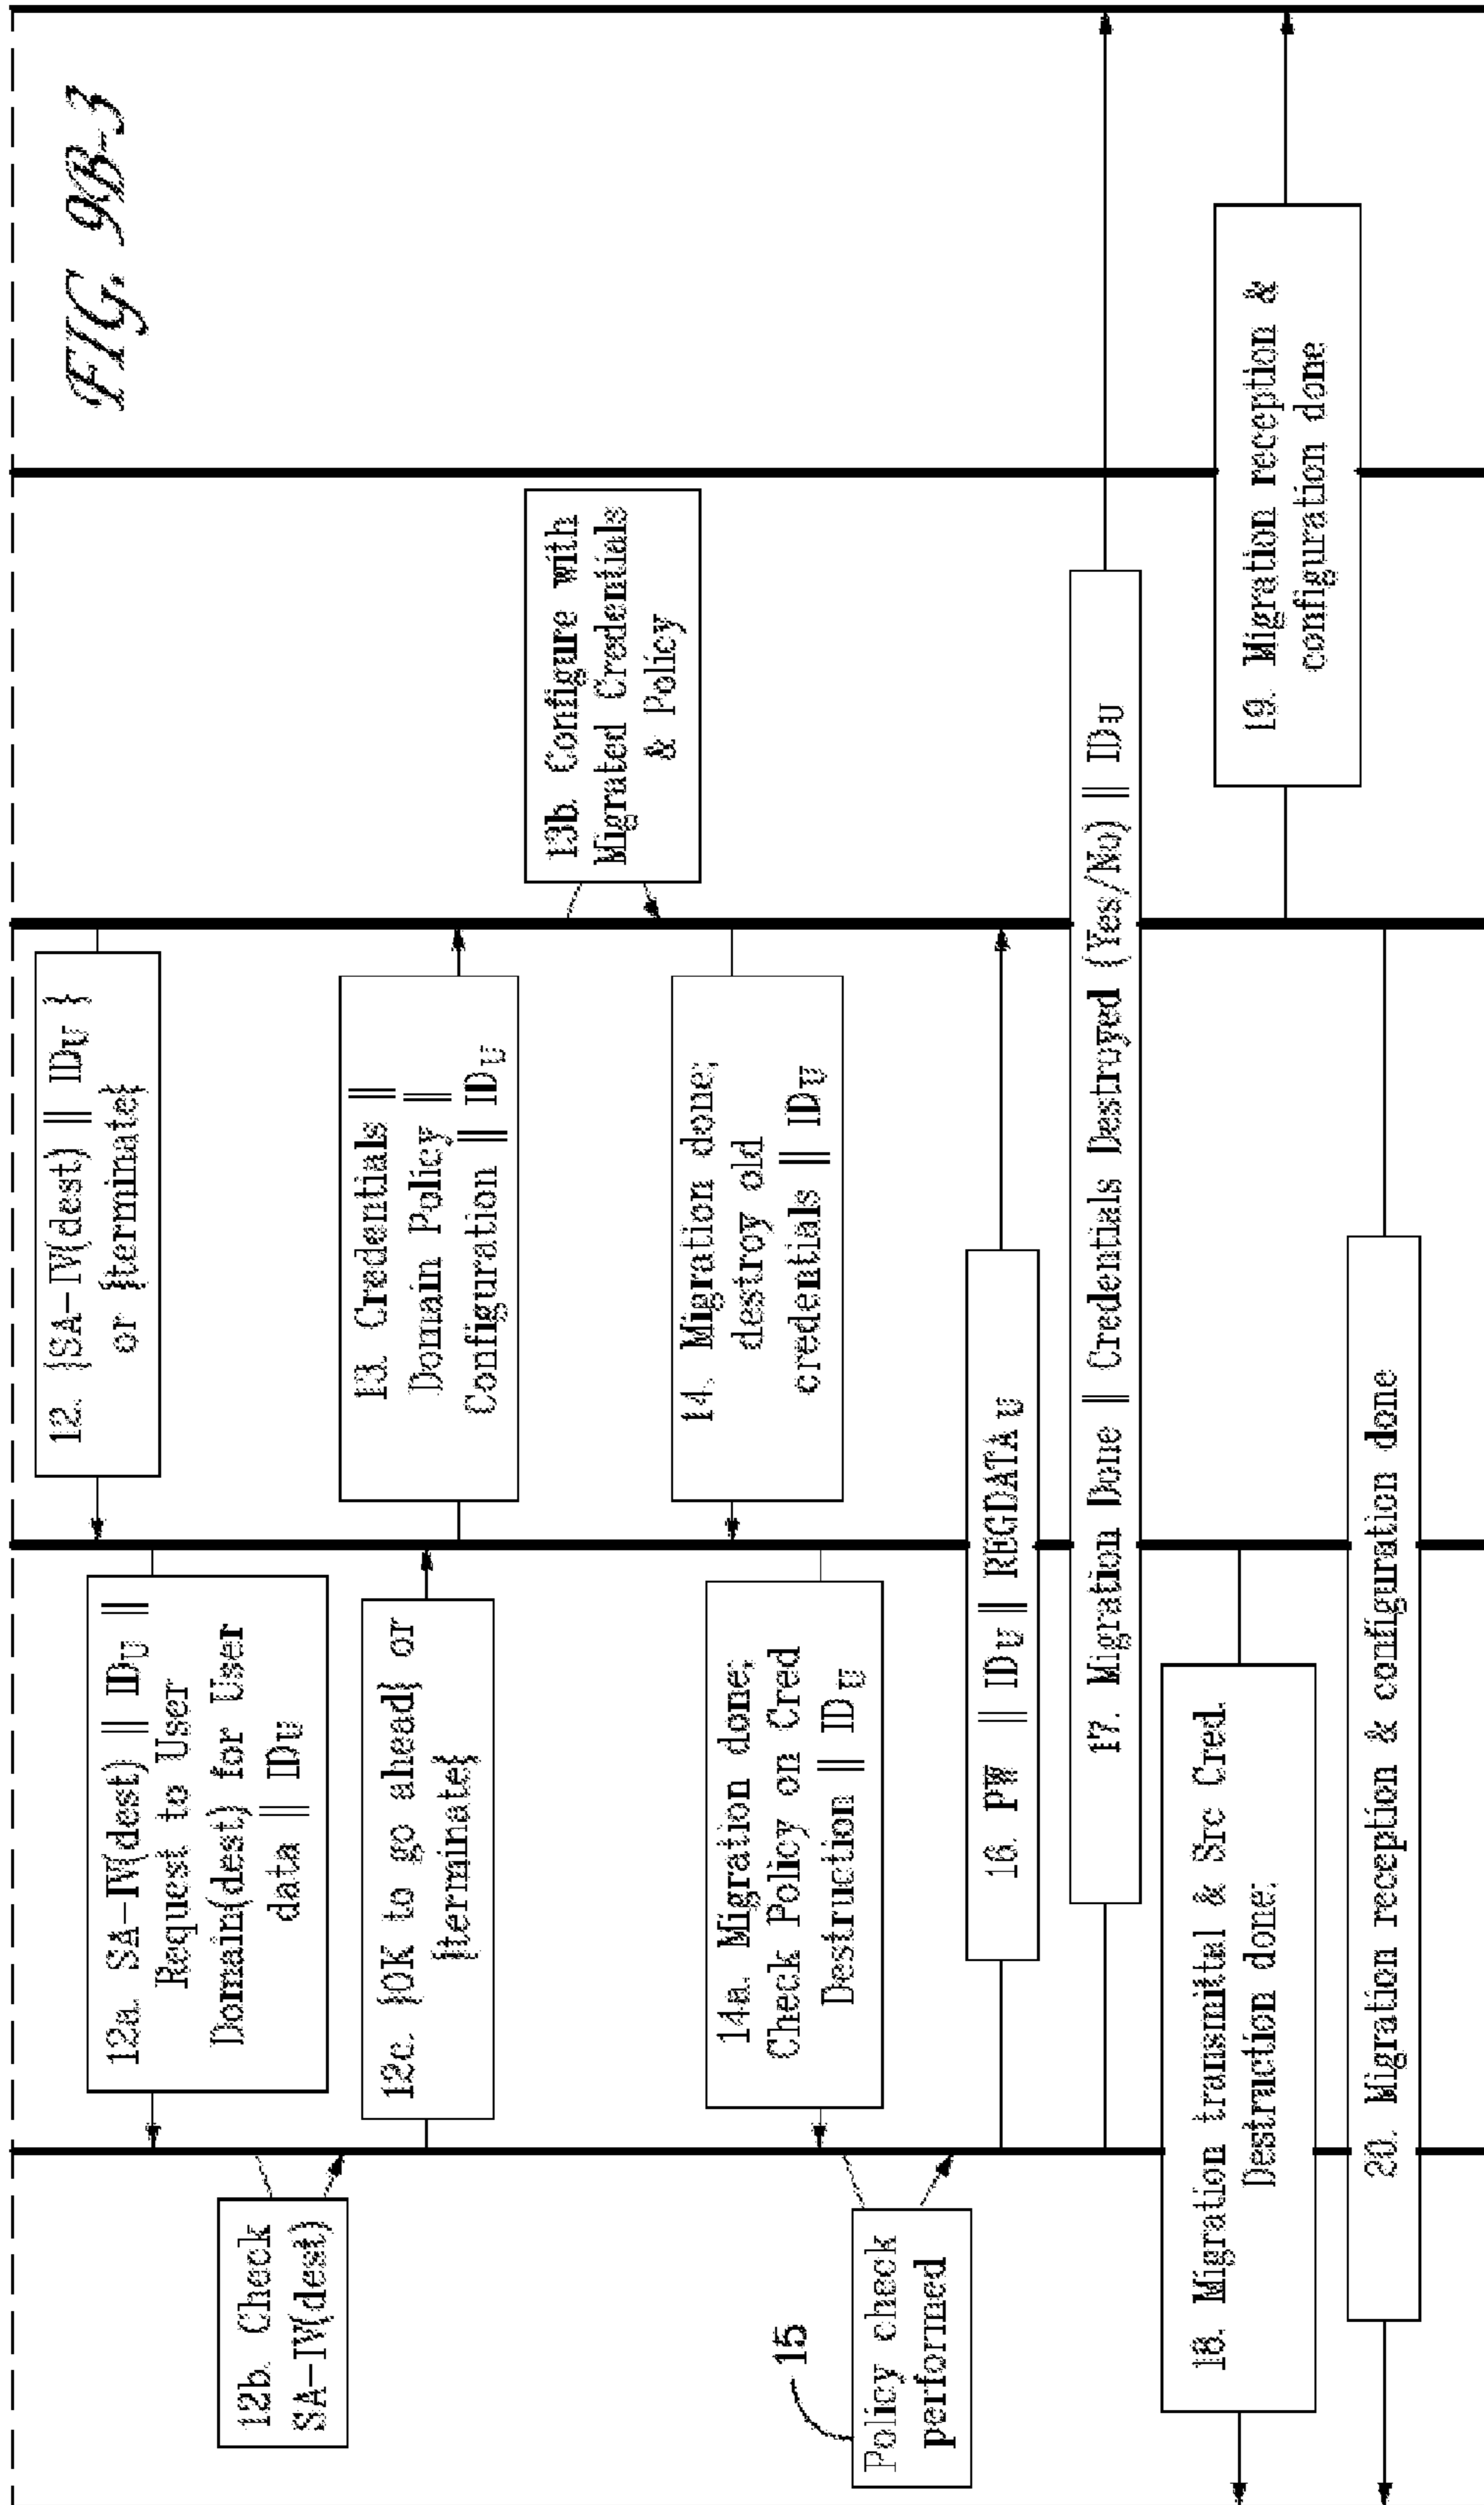 FIG. 9B-3
12. {SA-IV(dest) || IDU }
or {terminate}
12a. SA-IV(dest) || IDU ||
Request to User
Domain(dest) for User
data || IDU
12b. Check
SA-IV(dest)
12c. {OK to go ahead} or
{terminate}
13. Credentials ||
Domain Policy ||
Configuration || IDU
13b. Configure with
Migrated Credentials
& Policy
14. Migration done;
destroy old
credentials || IDU
14a. Migration done;
Check Policy on Cred
Destruction || IDU
15
Policy check
performed
16. PW || IDU || REGDATAU
17. Migration Done || Credentials Destroyed (Yes/No) || IDU
18. Migration transmittal & Src Cred.
Destruction done;
19. Migration reception &
configuration done
20. Migration reception & configuration done